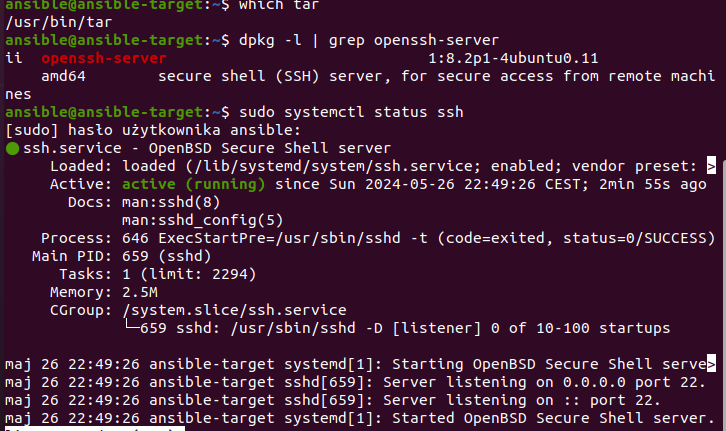 ansible@ansible-target:~$ which tar
/usr/bin/tar
ansible@ansible-target:~$ dpkg -l | grep openssh-server
ii  openssh-server                             1:8.2p1-4ubuntu0.11
    amd64        secure shell (SSH) server, for secure access from remote machi
nes
ansible@ansible-target:~$ sudo systemctl status ssh
[sudo] hasło użytkownika ansible:
● ssh.service - OpenBSD Secure Shell server
     Loaded: loaded (/lib/systemd/system/ssh.service; enabled; vendor preset: >
     Active: active (running) since Sun 2024-05-26 22:49:26 CEST; 2min 55s ago
       Docs: man:sshd(8)
             man:sshd_config(5)
    Process: 646 ExecStartPre=/usr/sbin/sshd -t (code=exited, status=0/SUCCESS)
   Main PID: 659 (sshd)
      Tasks: 1 (limit: 2294)
     Memory: 2.5M
     CGroup: /system.slice/ssh.service
             └─659 sshd: /usr/sbin/sshd -D [listener] 0 of 10-100 startups
maj 26 22:49:26 ansible-target systemd[1]: Starting OpenBSD Secure Shell serve>
maj 26 22:49:26 ansible-target sshd[659]: Server listening on 0.0.0.0 port 22.
maj 26 22:49:26 ansible-target sshd[659]: Server listening on :: port 22.
maj 26 22:49:26 ansible-target systemd[1]: Started OpenBSD Secure Shell server.